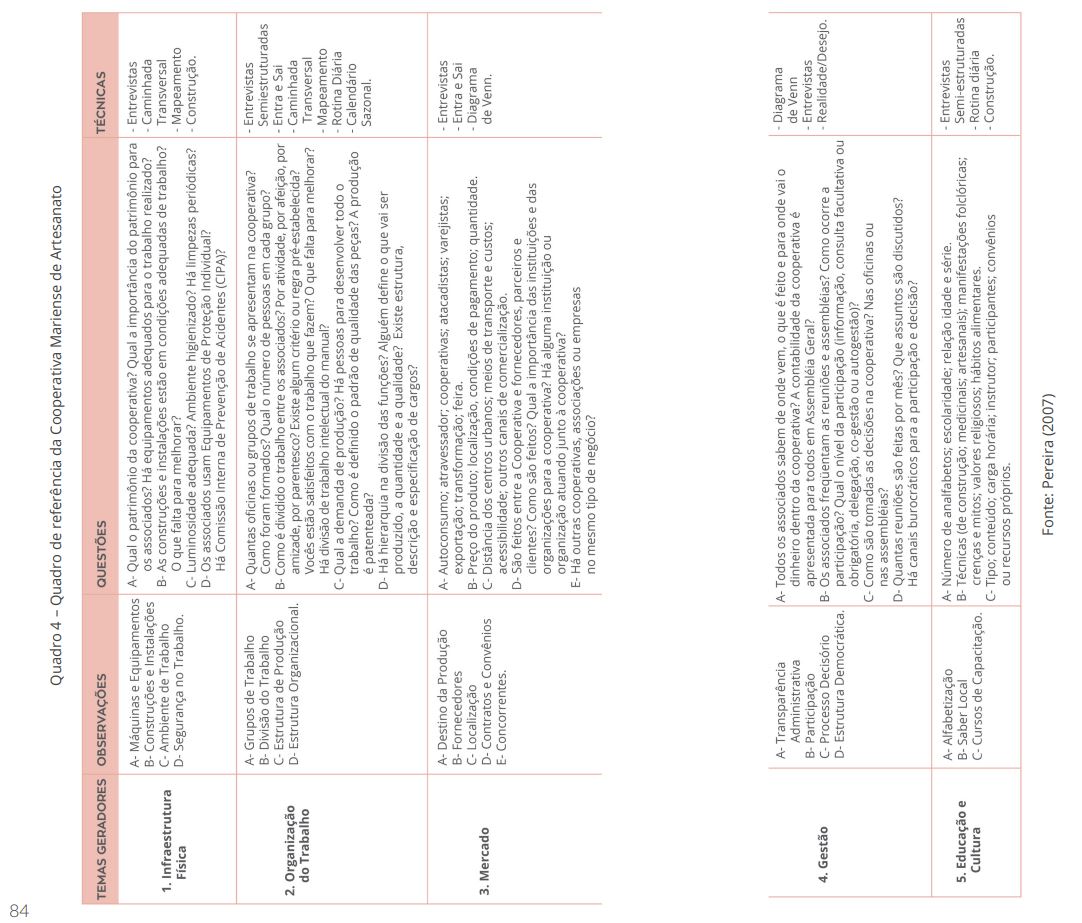 84
Quadro 4 – Quadro de referência da Cooperativa Mariense de Artesanato
TEMAS GERADORES
OBSERVAÇÕES
QUESTÕES
TÉCNICAS
1. Infraestrutura
Física
A- Máquinas e Equipamentos
B- Construções e Instalações
C- Ambiente de Trabalho
D- Segurança no Trabalho.
A- Qual o patrimônio da cooperativa? Qual a importância do patrimônio para
os associados? Há equipamentos adequados para o trabalho realizado?
B- As construções e instalações estão em condições adequadas de trabalho?
O que falta para melhorar?
C- Luminosidade adequada? Ambiente higienizado? Há limpezas periódicas?
D- Os associados usam Equipamentos de Proteção Individual?
Há Comissão Interna de Prevenção de Acidentes (CIPA)?
- Entrevistas
- Caminhada
Transversal
- Mapeamento
- Construção.
2. Organização
do Trabalho
A- Grupos de Trabalho
B- Divisão do Trabalho
C- Estrutura de Produção
D- Estrutura Organizacional.
A- Quantas oficinas ou grupos de trabalho se apresentam na cooperativa?
Como foram formados? Qual o número de pessoas em cada grupo?
B- Como é dividido o trabalho entre os associados? Por atividade, por afeição, por
amizade, por parentesco? Existe algum critério ou regra pré-estabelecida?
Vocês estão satisfeitos com o trabalho que fazem? O que falta para melhorar?
Há divisão de trabalho intelectual do manual?
C- Qual a demanda de produção? Há pessoas para desenvolver todo o
trabalho? Como é definido o padrão de qualidade das peças? A produção
é patenteada?
D- Há hierarquia na divisão das funções? Alguém define o que vai ser
produzido, a quantidade e a qualidade? Existe estrutura,
descrição e especificação de cargos?
- Entrevistas
Semiestruturadas
- Entra e Sai
- Caminhada
Transversal
- Mapeamento
- Rotina Diária
- Calendário
Sazonal.
3. Mercado
A- Destino da Produção
B- Fornecedores
C- Localização
D- Contratos e Convênios
E- Concorrentes.
A- Autoconsumo; atravessador; cooperativas; atacadistas; varejistas;
exportação; transformação; feira.
B- Preço do produto; localização, condições de pagamento; quantidade.
C- Distância dos centros urbanos; meios de transporte e custos;
acessibilidade; outros canais de comercialização.
D- São feitos entre a Cooperativa e fornecedores, parceiros e
clientes? Como são feitos? Qual a importância das instituições e das
organizações para a cooperativa? Há alguma instituição ou
organização atuando junto à cooperativa?
E- Há outras cooperativas, associações ou empresas
no mesmo tipo de negócio?
- Entrevistas
- Entra e Sai
- Diagrama
de Venn.
4. Gestão
A- Transparência
Administrativa
B- Participação
C- Processo Decisório
D- Estrutura Democrática.
A- Todos os associados sabem de onde vem, o que é feito e para onde vai o
dinheiro dentro da cooperativa? A contabilidade da cooperativa é
apresentada para todos em Assembléia Geral?
B- Os associados freqüentam as reuniões e assembléias? Como ocorre a
participação? Qual o nível da participação (informação, consulta facultativa ou
obrigatória, delegação, co-gestão ou autogestão)?
C- Como são tomadas as decisões na cooperativa? Nas oficinas ou
nas assembléias?
D- Quantas reuniões são feitas por mês? Que assuntos são discutidos?
Há canais burocráticos para a participação e decisão?
- Diagrama
de Venn
- Entrevistas
- Realidade/Desejo.
5. Educação e
Cultura
A- Alfabetização
B- Saber Local
C- Cursos de Capacitação.
A- Número de analfabetos; escolaridade; relação idade e série.
B- Técnicas (de construção; medicinais; artesanais); manifestações folclóricas;
crenças e mitos; valores religiosos; hábitos alimentares.
C- Tipo; conteúdo; carga horária; instrutor; participantes; convênios
ou recursos próprios.
- Entrevistas
Semi-estruturadas
- Rotina diária
- Construção.
Fonte: Pereira (2007)